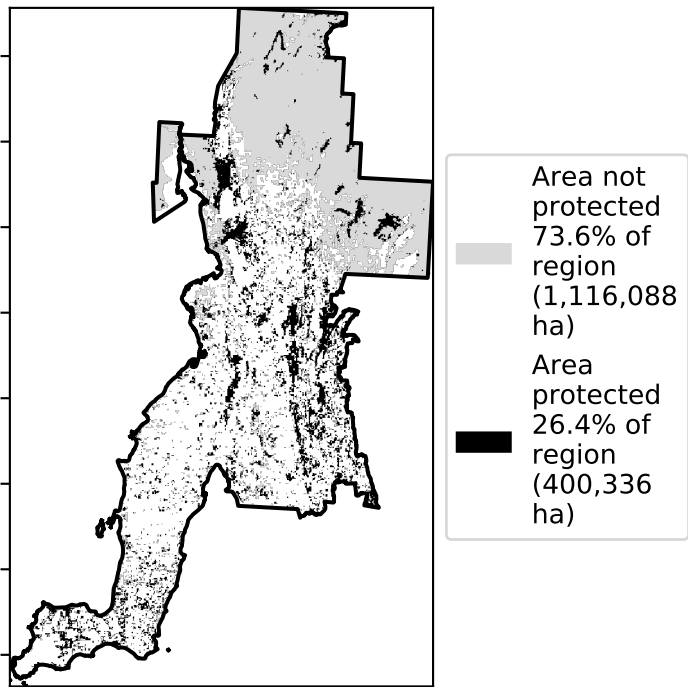 Area not
protected
73.6% of
region
(1,116,088
ha)
Area
protected
26.4% of
region
(400,336
ha)